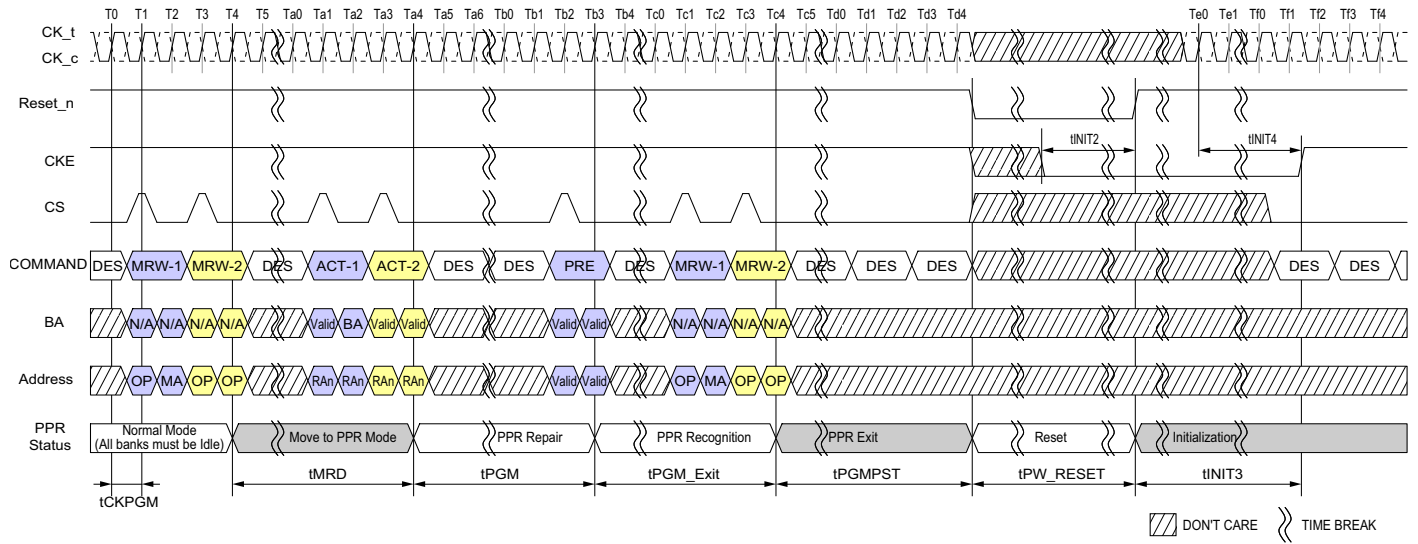 T0 T1 T2 T3 T4 T5 Ta0 Ta1 Ta2 Ta3 Ta4 Ta5 Ta6 Tb0 Tb1 Tb2 Tb3 Tb4 Tc0 Tc1 Tc2 Tc3 Tc4 Tc5 Td0 Td1 Td2 Td3 Td4 Te0 Te1 Tf0 Tf1 Tf2 Tf3 Tf4
CK_t
CK_c
Reset_n
tINIT2 tINIT4
CKE
CS
COMMAND DES MRW-1 MRW-2 DES ACT-1 ACT-2 DES DES PRE DES MRW-1 MRW-2 DES DES DES DES DES
BA N/A N/A N/A N/A Valid BA Valid Valid Valid Valid N/A N/A N/A N/A
Address OP MA OP OP RAn RAn RAn RAn Valid Valid OP MA OP OP
PPR
Status
Normal Mode
(All banks must be Idle)
Move to PPR Mode PPR Repair PPR Recognition PPR Exit Reset Initialization
tMRD tPGM tPGM_Exit tPGMPST tPW_RESET tINIT3
tCKPGM
DON'T CARE TIME BREAK